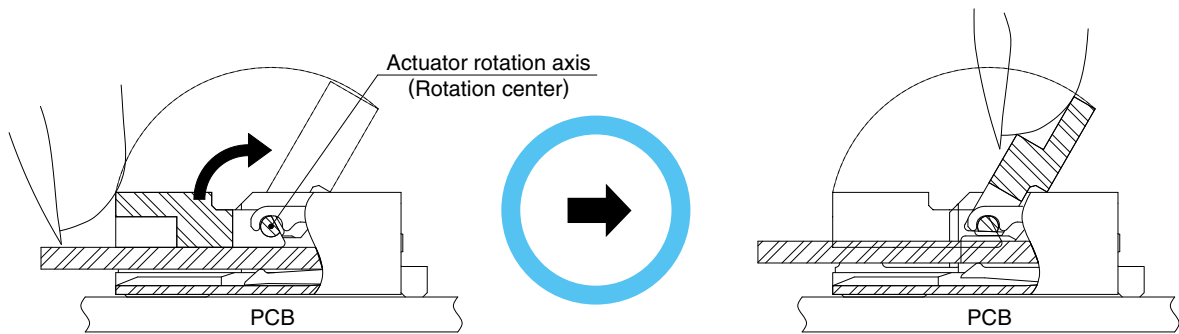 Actuator rotation axis
(Rotation center)
PCB
PCB